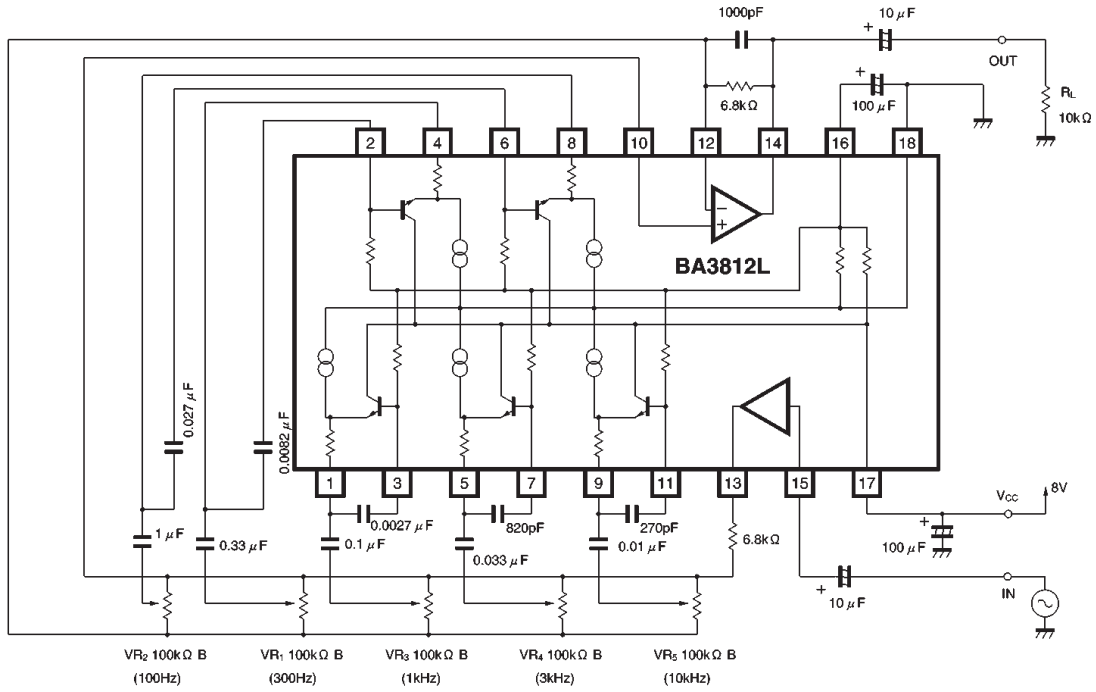 1000pF
10 μF
+
OUT
+
100 μF
6.8kΩ
RL
10kΩ
2
4
6
8
10
12
14
16
18
−
+
BA3812L
0.027 μF
0.0082 μF
1
3
5
7
9
11
13
15
17
VCC
8V
0.0027 μF
820pF
270pF
+
100 μF
1 μF
0.33 μF
0.1 μF
0.033 μF
0.01 μF
6.8kΩ
+
10 μF
IN
VR2 100kΩ B
(100Hz)
VR1 100kΩ B
(300Hz)
VR3 100kΩ B
(1kHz)
VR4 100kΩ B
(3kHz)
VR5 100kΩ B
(10kHz)